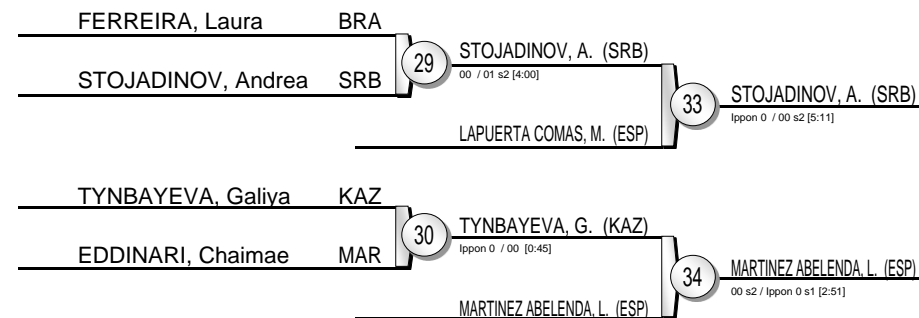 FERREIRA, Laura BRA
29
STOJADINOV, A. (SRB)
00 / 01 s2 [4:00]
STOJADINOV, Andrea SRB
33
STOJADINOV, A. (SRB)
Ippon 0 / 00 s2 [5:11]
LAPUERTA COMAS, M. (ESP)
TYNBAYEVA, Galiya KAZ
30
TYNBAYEVA, G. (KAZ)
Ippon 0 / 00 [0:45]
EDDINARI, Chaimae MAR
34
MARTINEZ ABELENDA, L. (ESP)
00 s2 / Ippon 0 s1 [2:51]
MARTINEZ ABELENDA, L. (ESP)